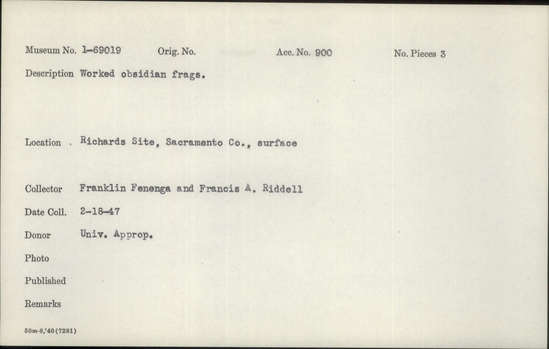 Museum No. 1-69019 Orig. No. Acc. No. 900 No. Pieces 3
Description Worked obsidian frags.
Location . Richards Site, Sacramento Co., surface
Collector Franklin Fenenga and Francis A. Riddell
Date Coll. 2-18-47
Donor Univ. Approp.
Photo
Published
Remarks
50m-8,'46(7281)